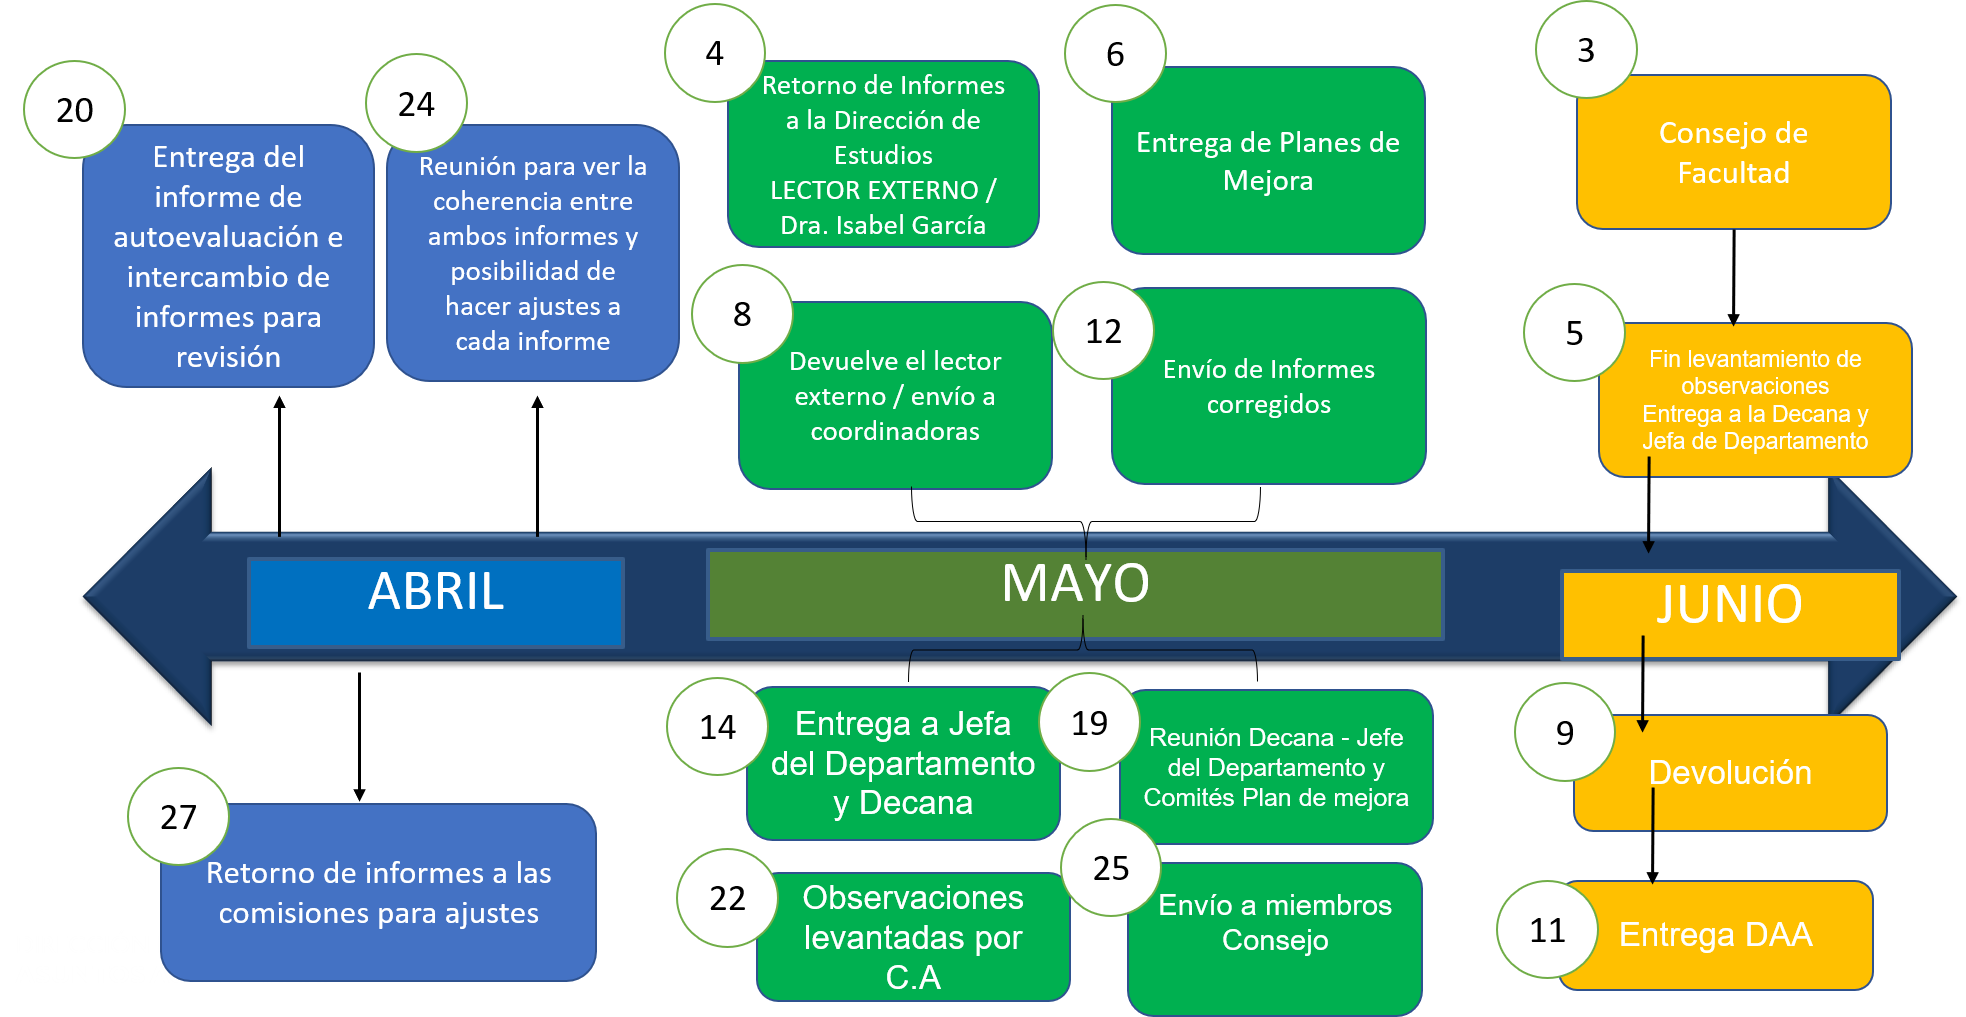 20
Entrega del
informe de
autoevaluación e
intercambio de
informes para
revisión
24
Reunión para ver la
coherencia entre
ambos informes y
posibilidad de
hacer ajustes a
cada informe
4
Retorno de Informes
a la Dirección de
Estudios
LECTOR EXTERNO /
Dra. Isabel García
6
Entrega de Planes de
Mejora
3
Consejo de
Facultad
8
Devuelve el lector
externo / envío a
coordinadoras
12
Envío de Informes
corregidos
5
Fin levantamiento de
observaciones
Entrega a la Decana y
Jefa de Departamento
ABRIL
MAYO
JUNIO
27
Retorno de informes a las
comisiones para ajustes
14
Entrega a Jefa
del Departamento
y Decana
19
Reunión Decana - Jefe
del Departamento y
Comités Plan de mejora
9
Devolución
22
Observaciones
levantadas por
C.A
25
Envío a miembros
Consejo
11
Entrega DAA